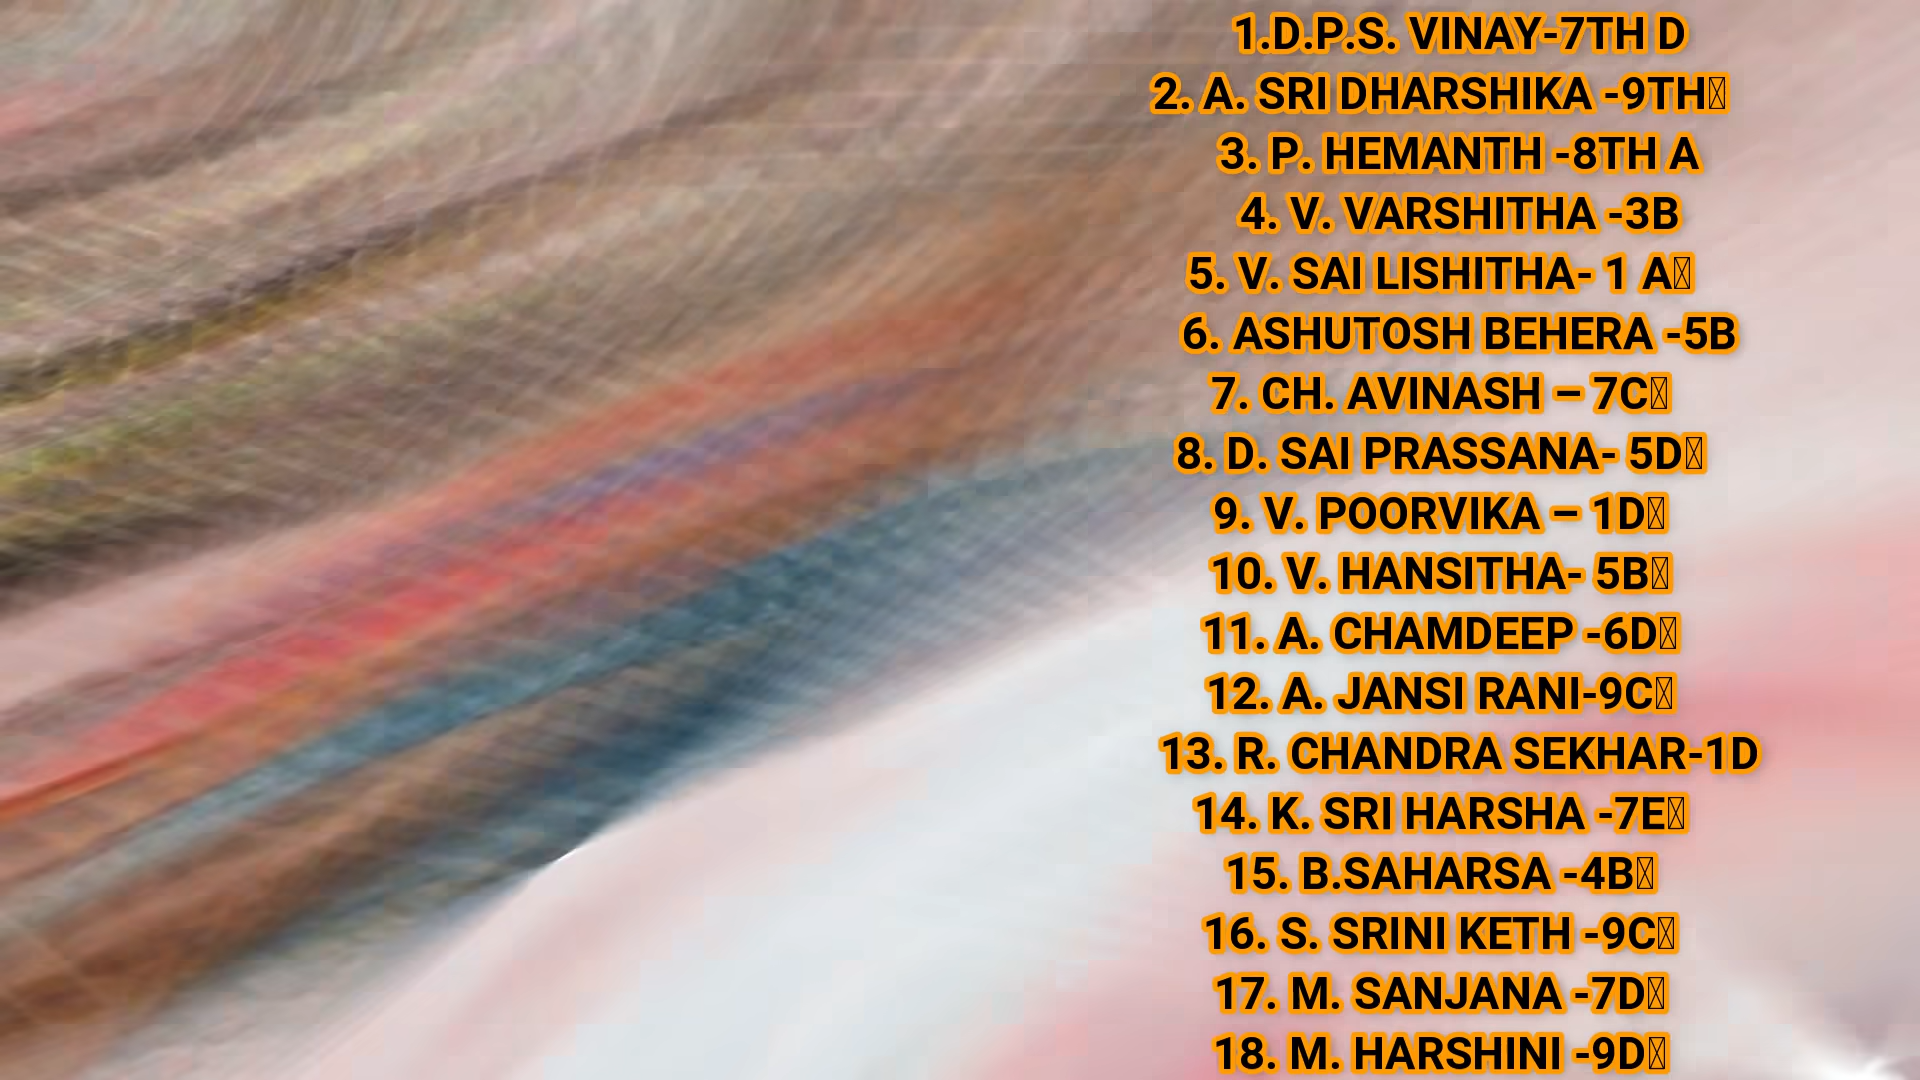 1.D.P.S. VINAY-7TH D
2. A. SRI DHARSHIKA -9TH
3. P. HEMANTH -8TH A
4. V. VARSHITHA -3B
5. V. SAI LISHITHA- 1 A
6. ASHUTOSH BEHERA -5B
7. CH. AVINASH – 7C
8. D. SAI PRASSANA- 5D
9. V. POORVIKA – 1D
10. V. HANSITHA- 5B
11. A. CHAMDEEP -6D
12. A. JANSI RANI-9C
13. R. CHANDRA SEKHAR-1D
14. K. SRI HARSHA -7E
15. B.SAHARSA -4B
16. S. SRINI KETH -9C
17. M. SANJANA -7D
18. M. HARSHINI -9D